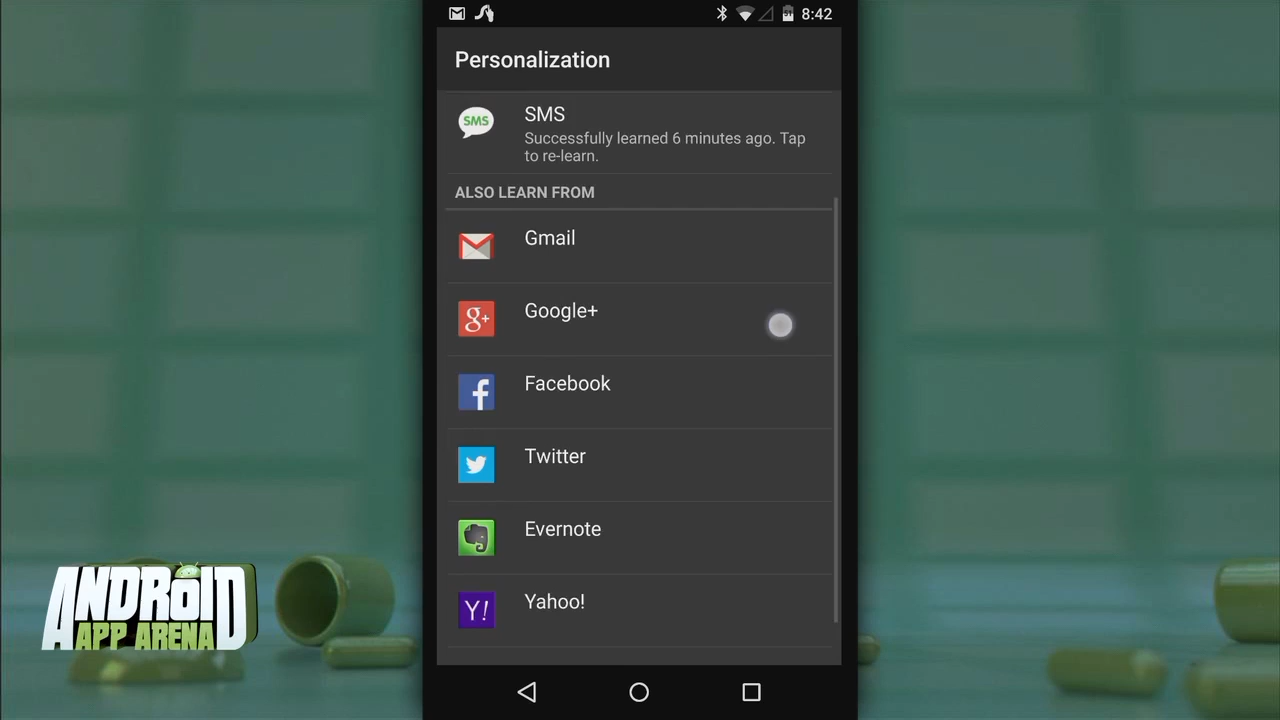 8:42
Personalization
SMS
SMS
Successfully learned 6 minutes ago. Tap
to re-learn.
ALSO LEARN FROM
Gmail
g+
Google+
f
Facebook
Twitter
Evernote
Y!
Yahoo!
ANDROID
APP ARENA